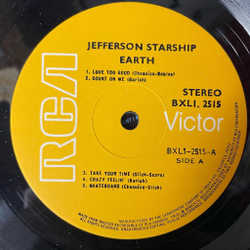 JEFFERSON STARSHIP
EARTH
1. LOVE TOO GOOD (Chaquico-Robins)
2. COUNT ON ME (Barish)
STEREO
BXL1. 2515
RCA
Victor
BXL1-2515-A
SIDE A
3. TAKE YOUR TIME (Slick-Sears)
4. CRAZY FEELIN' (Barish)
5. SKATEBOARD (Chaquico-Slick)